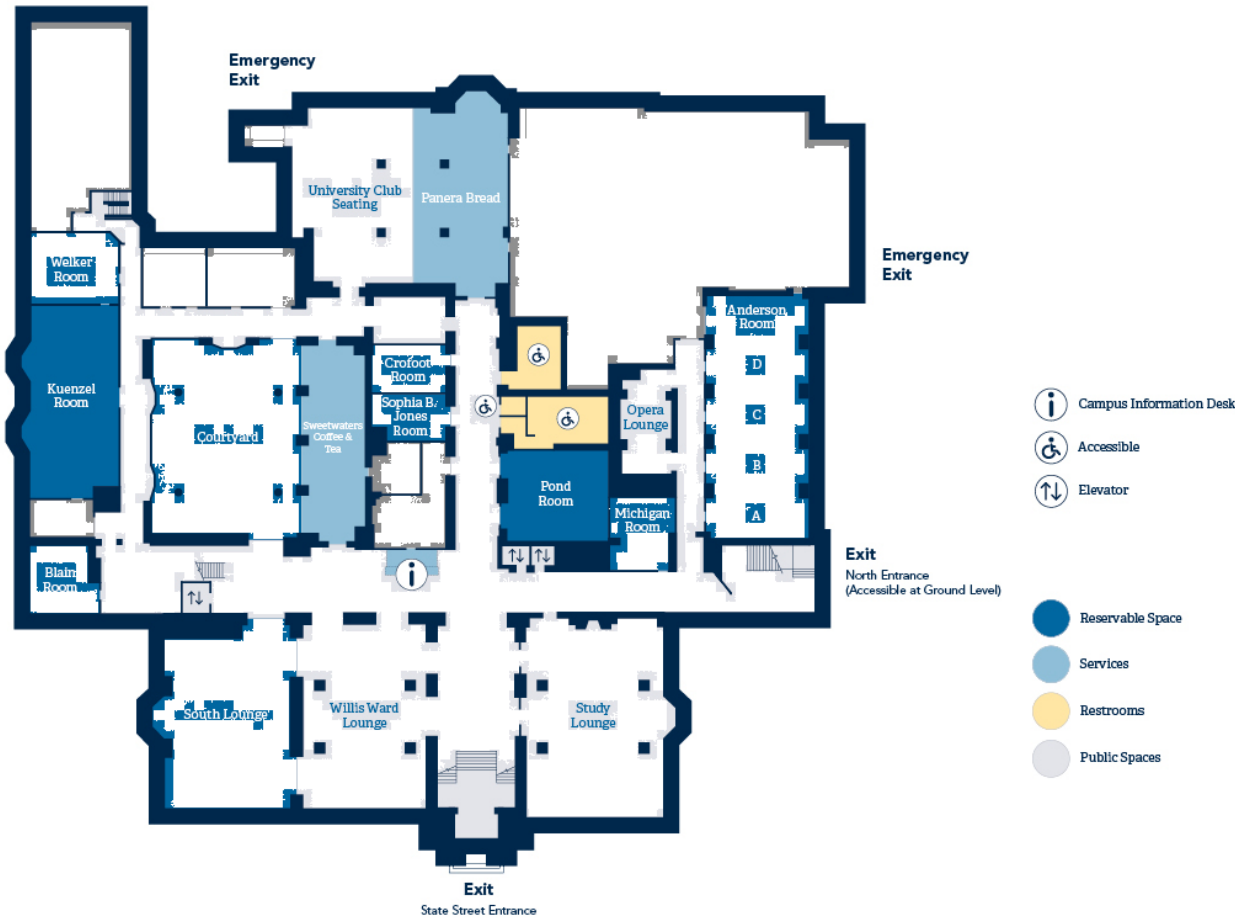 Emergency
Exit
University Club
Seating
Panera Bread
Emergency
Exit
Welker
Room
Anderson
Room
Kuenzel
Room
Crofoot
Room
D
Sophia B.
Jones
Room
Opera
Lounge
C
Courtyard
Sweetwaters
Coffee &
Tea
B
Pond
Room
Michigan
Room
A
Blain
Room
i
Exit
North Entrance
(Accessible at Ground Level)
South Lounge
Willis Ward
Lounge
Study
Lounge
Exit
State Street Entrance
i
Campus Information Desk
Accessible
Elevator
Reservable Space
Services
Restrooms
Public Spaces